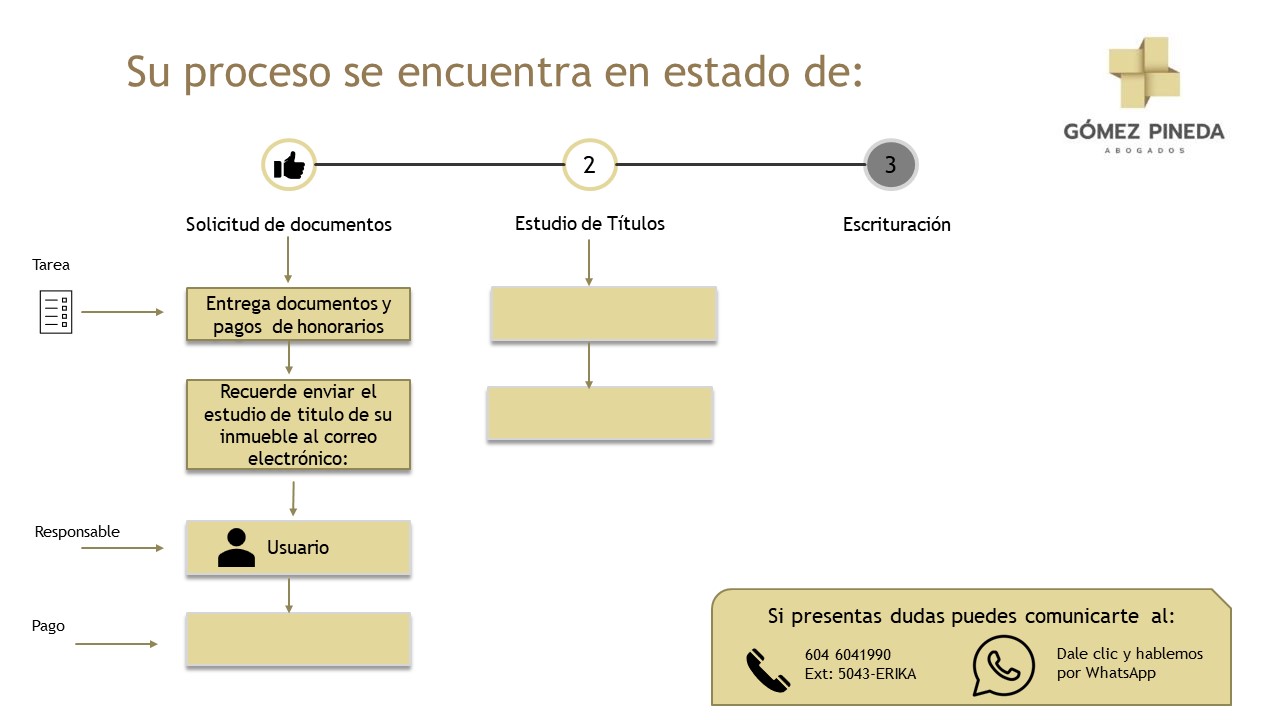 Su proceso se encuentra en estado de:
GÓMEZ PINEDA
ABOGADOS
2
3
Solicitud de documentos
Estudio de Títulos
Escrituración
Tarea
Entrega documentos y
pagos de honorarios
Recuerde enviar el
estudio de titulo de su
inmueble al correo
electrónico:
Responsable
Usuario
Pago
Si presentas dudas puedes comunicarte al:
604 6041990
Ext: 5043-ERIKA
Dale clic y hablemos
por WhatsApp